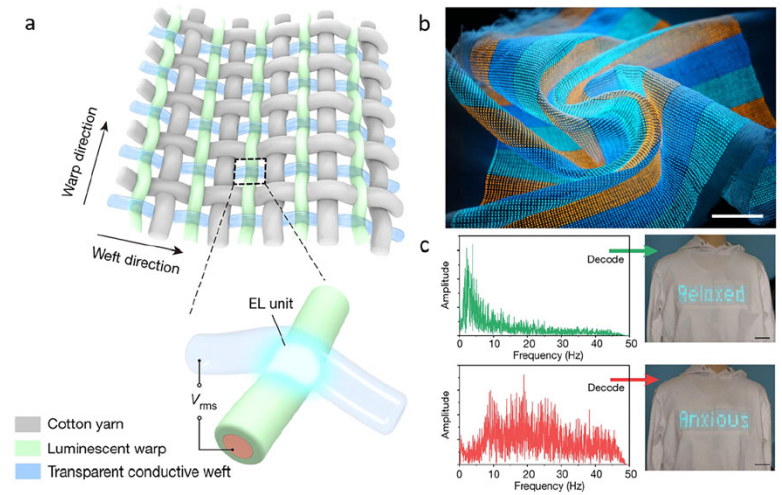 a
Warp direction
Weft direction
EL unit
Vrms
Cotton yarn
Luminescent warp
Transparent conductive weft
b
c
Amplitude
Decode
0 10 20 30 40 50
Frequency (Hz)
Relaxed
Amplitude
Decode
0 10 20 30 40 50
Frequency (Hz)
Anxious